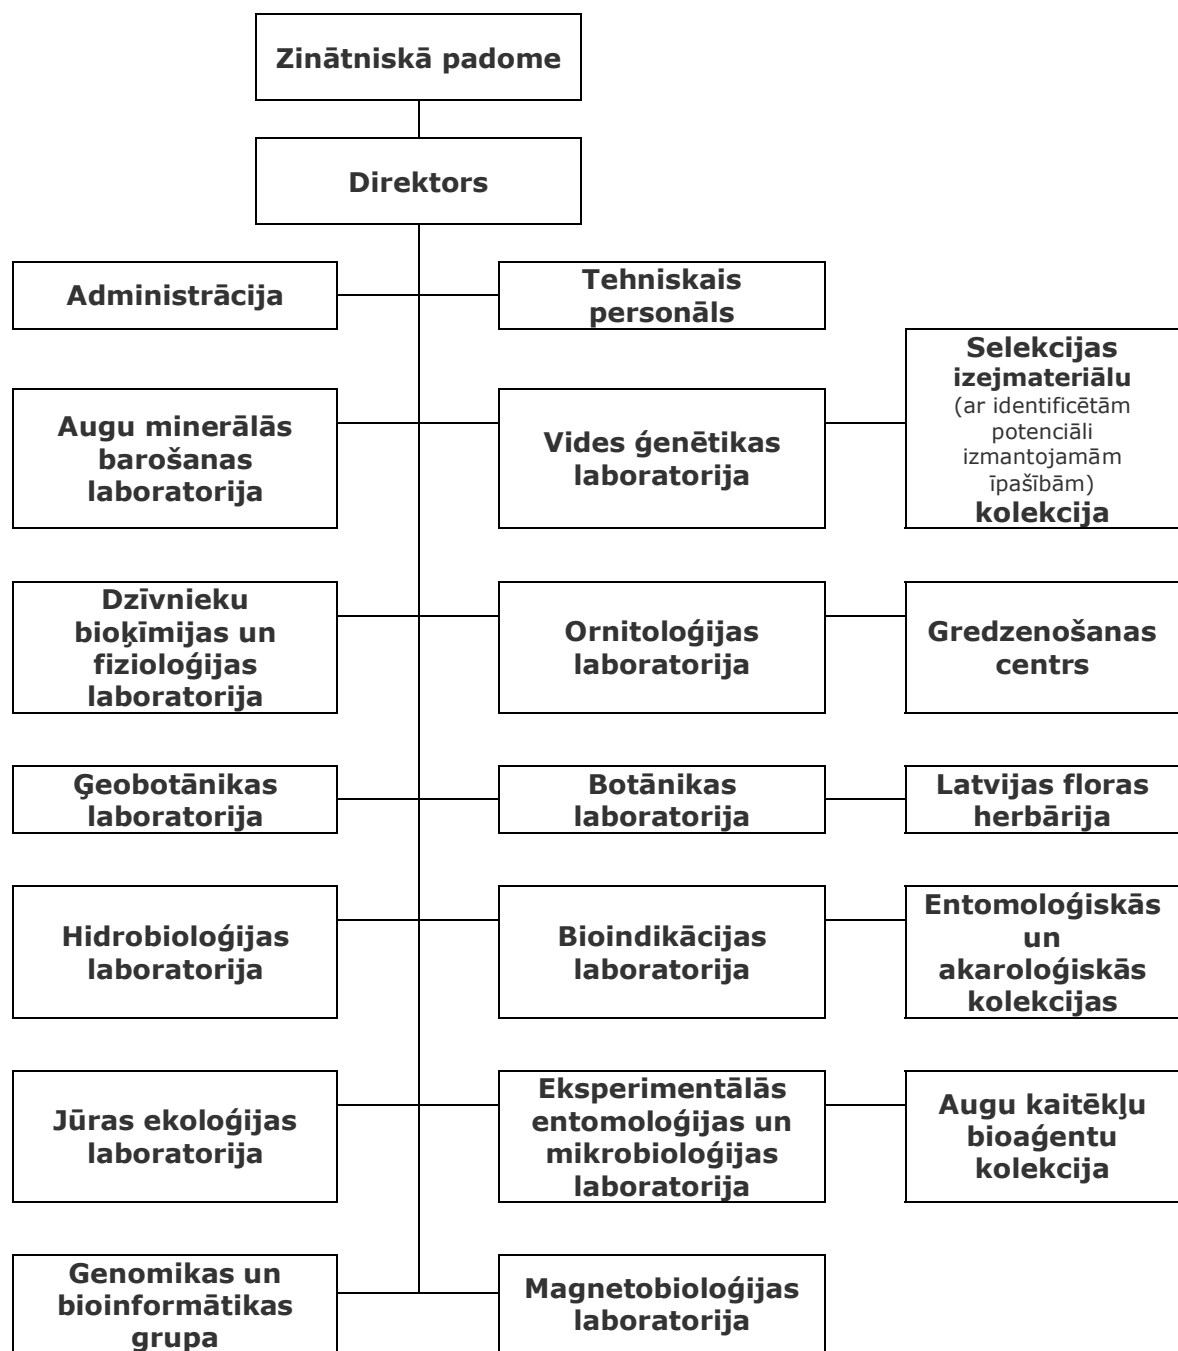 Zinātniskā padome
Direktors
Administrācija
Tehniskais
personāls
Augu minerālās
barošanas
laboratorija
Vides ģenētikas
laboratorija
Selekcijas
izejmateriālu
(ar identificētām
potenciāli
izmantojamām
īpašībām)
kolekcija
Dzīvnieku
bioķīmijas un
fizioloģijas
laboratorija
Ornitoloģijas
laboratorija
Gredzenošanas
centrs
Ģeobotānikas
laboratorija
Botānikas
laboratorija
Latvijas floras
herbārija
Hidrobioloģijas
laboratorija
Bioindikācijas
laboratorija
Entomoloģiskās
un
akaroloģiskās
kolekcijas
Jūras ekoloģijas
laboratorija
Eksperimentālās
entomoloģijas un
mikrobioloģijas
laboratorija
Augu kaitēkļu
bioaģentu
kolekcija
Genomikas un
bioinformātikas
grupa
Magnetobioloģijas
laboratorija